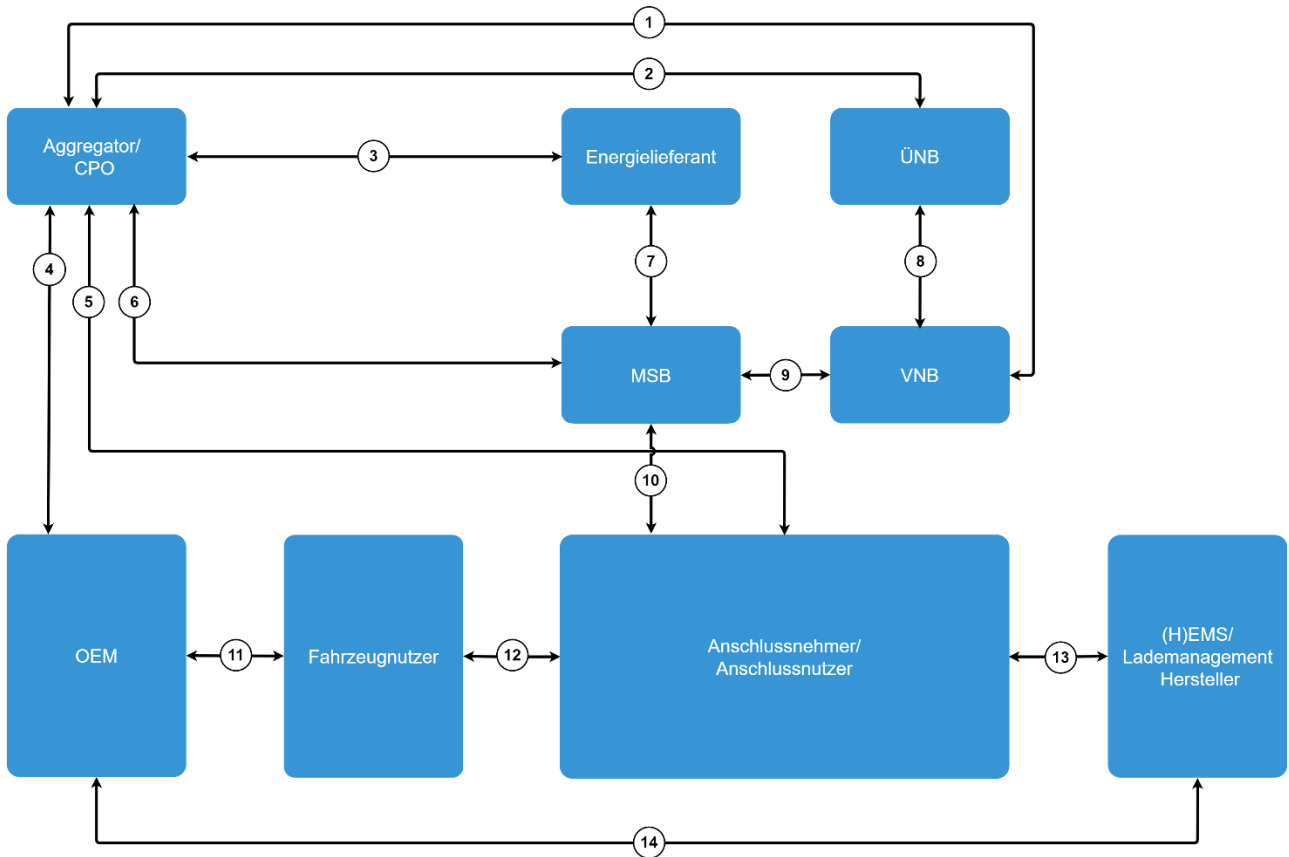 1
2
Aggregator/
CPO
3
Energielieferant
ÜNB
4
5
6
7
8
MSB
9
VNB
10
OEM
11
Fahrzeugnutzer
12
Anschlussnehmer/
Anschlussnutzer
13
(H)EMS/
Lademanagement
Hersteller
14